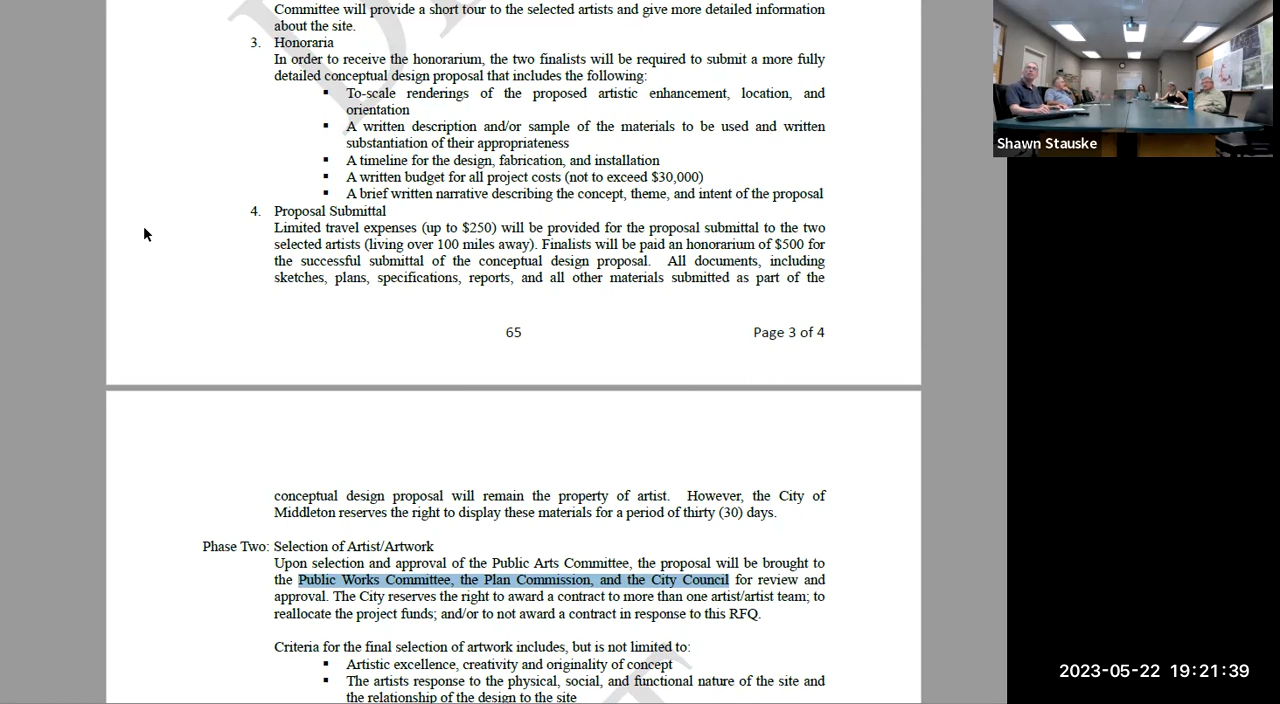 Committee will provide a short tour to the selected artists and give more detailed information
about the site.
3. Honoraria
In order to receive the honorarium, the two finalists will be required to submit a more fully
detailed conceptual design proposal that includes the following:
▪ To-scale renderings of the proposed artistic enhancement, location, and
orientation
▪ A written description and/or sample of the materials to be used and written
substantiation of their appropriateness
▪ A timeline for the design, fabrication, and installation
▪ A written budget for all project costs (not to exceed $30,000)
▪ A brief written narrative describing the concept, theme, and intent of the proposal
4. Proposal Submittal
Limited travel expenses (up to $250) will be provided for the proposal submittal to the two
selected artists (living over 100 miles away). Finalists will be paid an honorarium of $500 for
the successful submittal of the conceptual design proposal. All documents, including
sketches, plans, specifications, reports, and all other materials submitted as part of the
65 Page 3 of 4
conceptual design proposal will remain the property of artist. However, the City of
Middleton reserves the right to display these materials for a period of thirty (30) days.
Phase Two: Selection of Artist/Artwork
Upon selection and approval of the Public Arts Committee, the proposal will be brought to
the Public Works Committee, the Plan Commission, and the City Council for review and
approval. The City reserves the right to award a contract to more than one artist/artist team; to
reallocate the project funds; and/or to not award a contract in response to this RFQ.
Criteria for the final selection of artwork includes, but is not limited to:
▪ Artistic excellence, creativity and originality of concept
▪ The artists response to the physical, social, and functional nature of the site and
the relationship of the design to the site
Shawn Stauske
2023-05-22 19:21:39